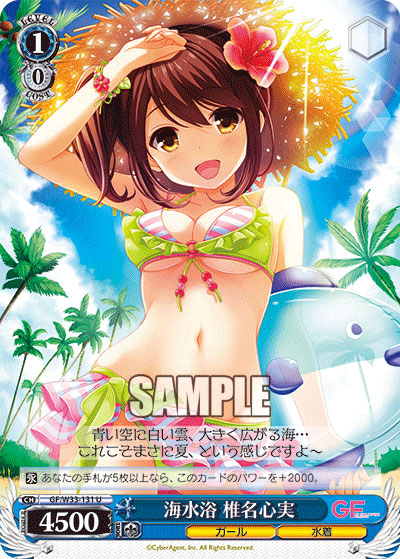 LEVEL
1
0
COST
SAMPLE
青い空に白い雲、大きく広がる海…
これこそまさに夏、という感じですよ~
永 あなたの手札が5枚以上なら、このカードのパワーを+2000。
CH
GF/W33-131 U
POWER
4500
海水浴 椎名心実
GF
ガール
水着
©CyberAgent, Inc. All Rights Reserved.